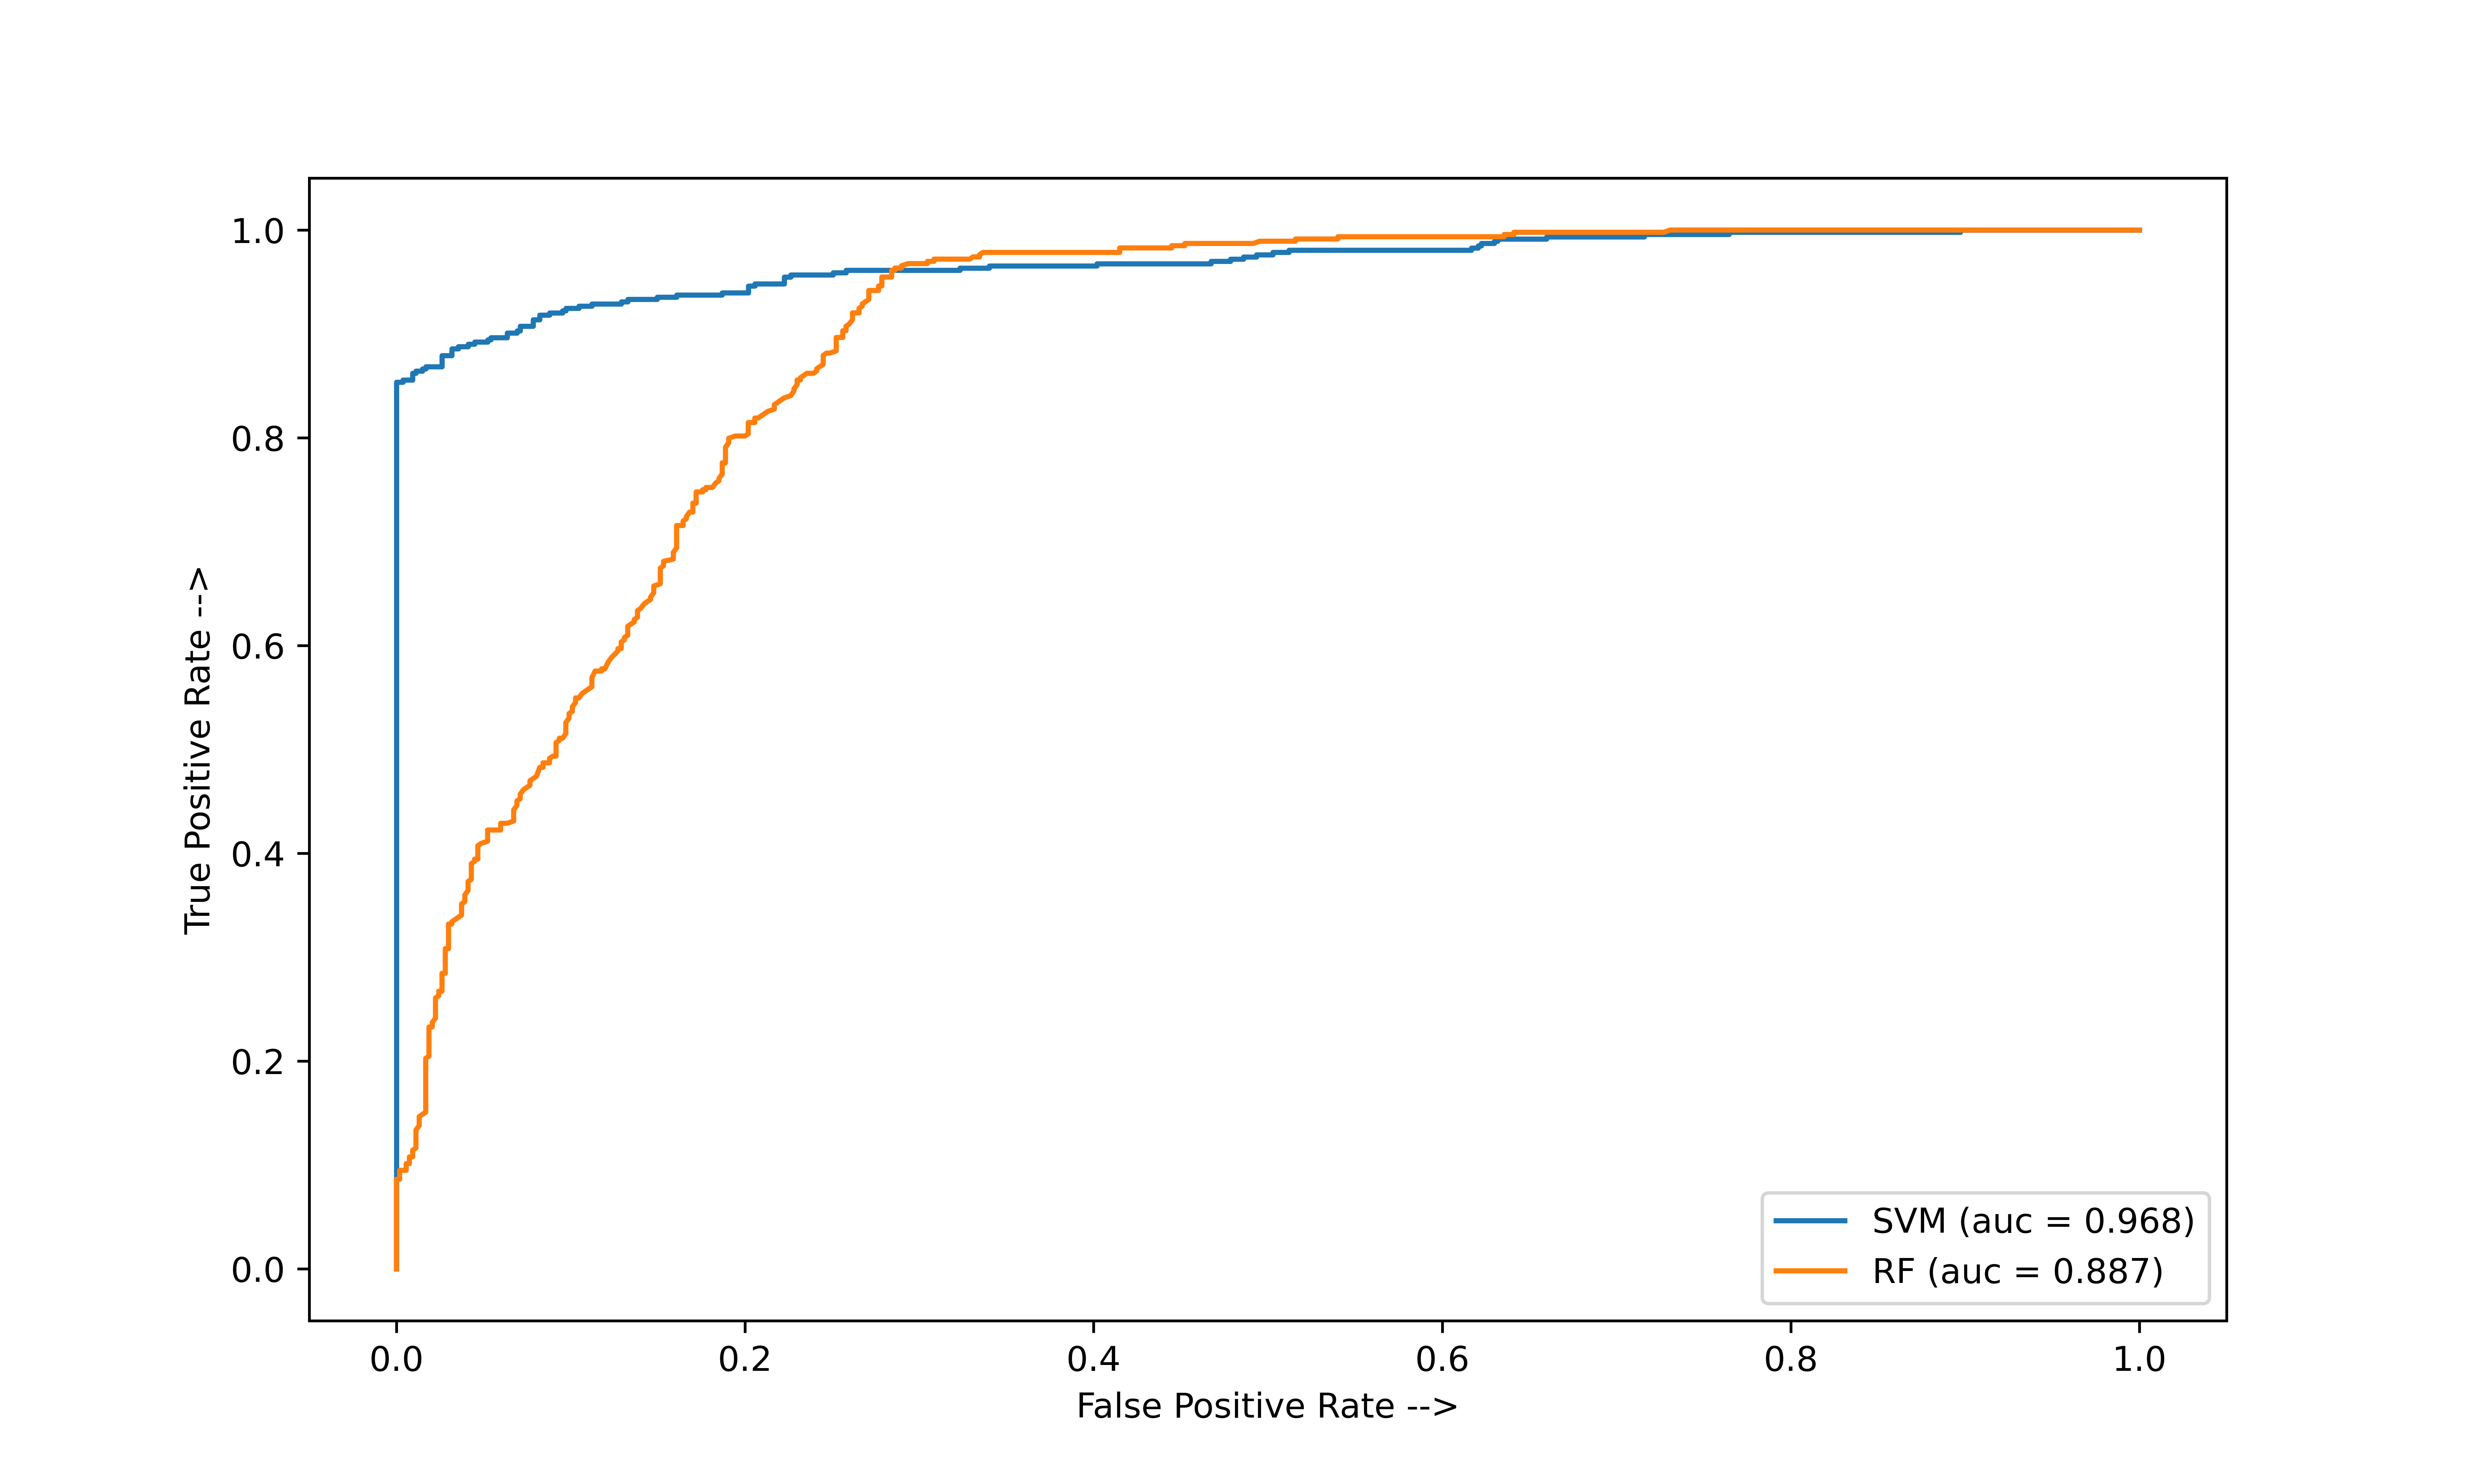 1.0
0.8
0.6
0.4
0.2
0.0
True Positive Rate -->
SVM (auc = 0.968)
RF (auc = 0.887)
0.0 0.2 0.4 0.6 0.8 1.0
False Positive Rate -->